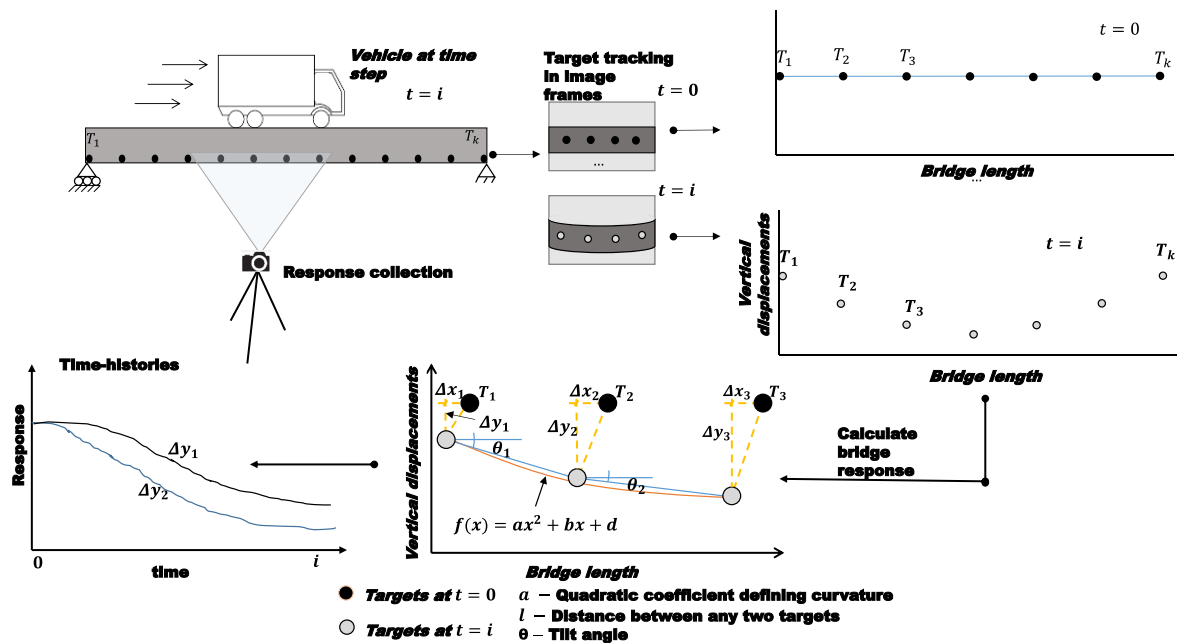 Vehicle at time
step
t = i
T₁
Tₖ
Response collection
Target tracking
in image
frames
t = 0
...
t = i
t = 0
T₁
T₂
T₃
Tₖ
Bridge length
...
Vertical
displacements
t = i
T₁
T₂
T₃
Tₖ
Bridge length
Calculate
bridge
response
Vertical displacements
Δx₁
T₁
Δy₁
θ₁
Δx₂
T₂
Δy₂
θ₂
Δx₃
T₃
Δy₃
f(x) = ax² + bx + d
Bridge length
Time-histories
Response
Δy₁
Δy₂
0
i
time
Targets at t = 0
Targets at t = i
a – Quadratic coefficient defining curvature
l – Distance between any two targets
θ – Tilt angle